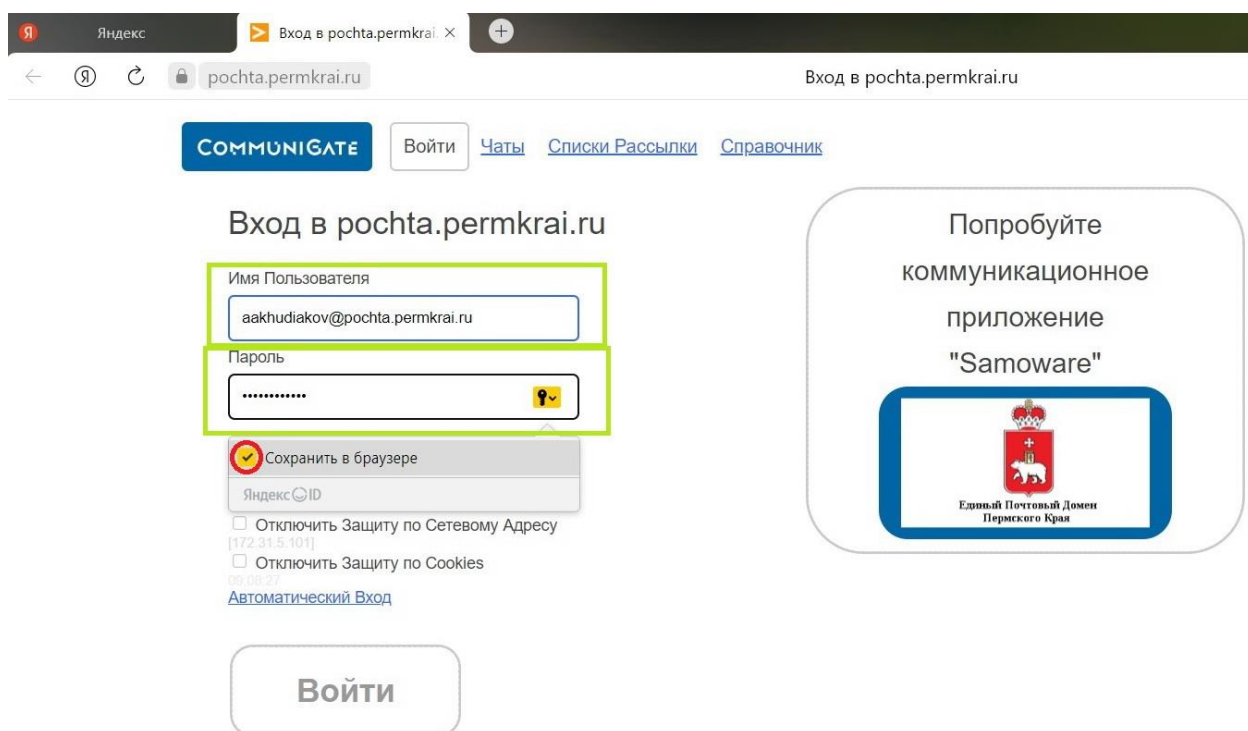 Я Яндекс Вход в pochta.permkrai.
pochta.permkrai.ru Вход в pochta.permkrai.ru
COMMUNIGATE Войти Чаты Списки Рассылки Справочник
Вход в pochta.permkrai.ru
Имя Пользователя
aakhudiakov@pochta.permkrai.ru
Пароль
••••••••••••
Сохранить в браузере
Яндекс ID
Отключить Защиту по Сетевому Адресу
[172.31.5.101]
Отключить Защиту по Cookies
09:08:27
Автоматический Вход
Войти
Попробуйте
коммуникационное
приложение
"Samoware"
Единый Почтовый Домен
Пермского Края